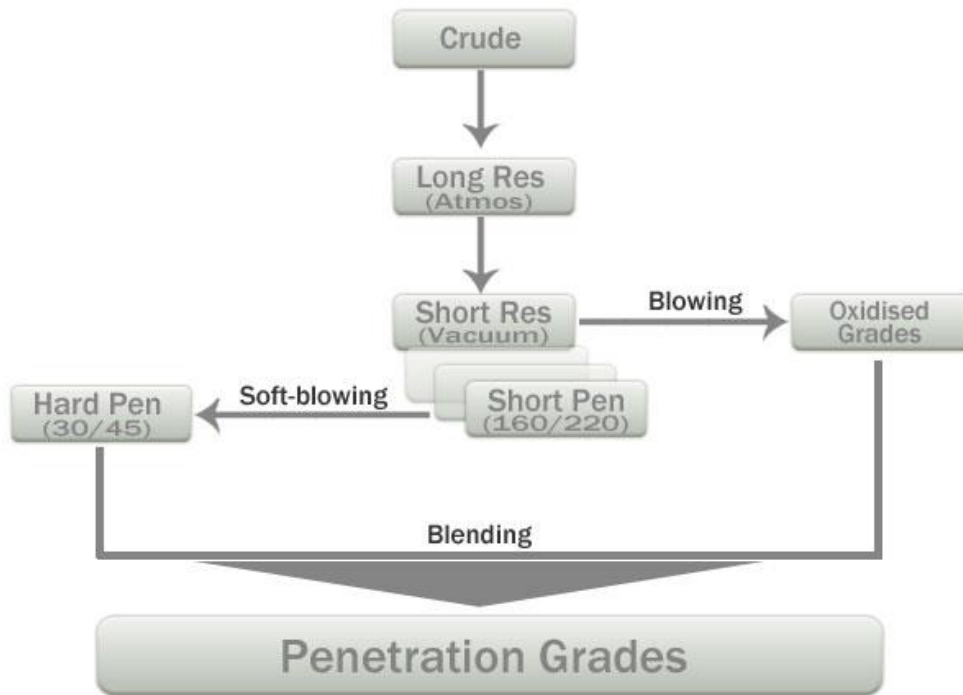 Crude
Long Res
(Atmos)
Short Res
(Vacuum)
Blowing
Oxidised
Grades
Soft-blowing
Hard Pen
(30/45)
Short Pen
(160/220)
Blending
Penetration Grades